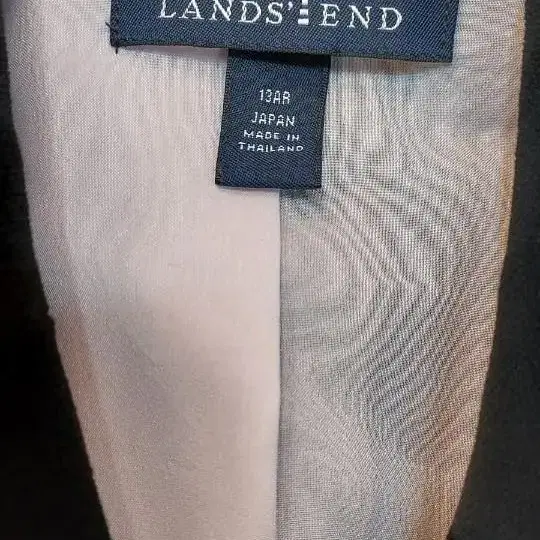 LANDS' END
13AR
JAPAN
MADE IN
THAILAND